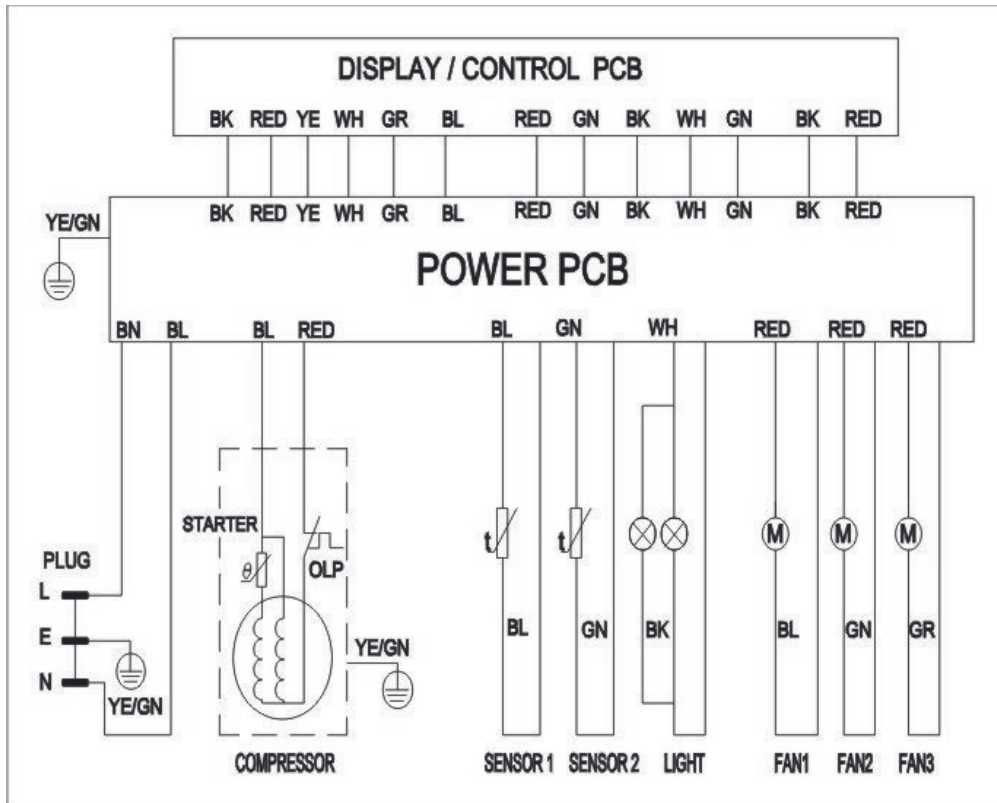 DISPLAY / CONTROL PCB
BK RED YE WH GR BL RED GN BK WH GN BK RED
BK RED YE WH GR BL RED GN BK WH GN BK RED
YE/GN
POWER PCB
BN BL BL RED BL GN WH RED RED RED
STARTER
θ
OLP
t
t
M
M
M
PLUG
L
E
N
YE/GN
YE/GN
BL
GN
BK
BL
GN
GR
COMPRESSOR
SENSOR 1
SENSOR 2
LIGHT
FAN1
FAN2
FAN3